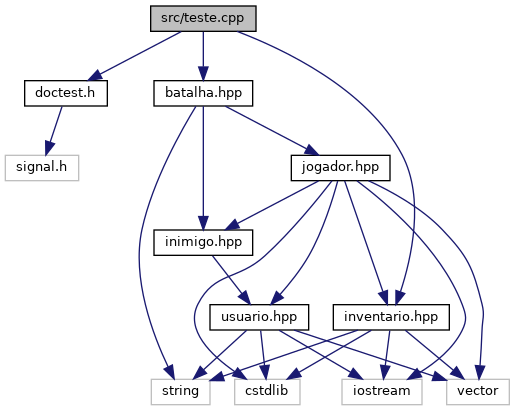 src/teste.cpp
doctest.h
batalha.hpp
signal.h
jogador.hpp
inimigo.hpp
usuario.hpp
inventario.hpp
string
cstdlib
iostream
vector